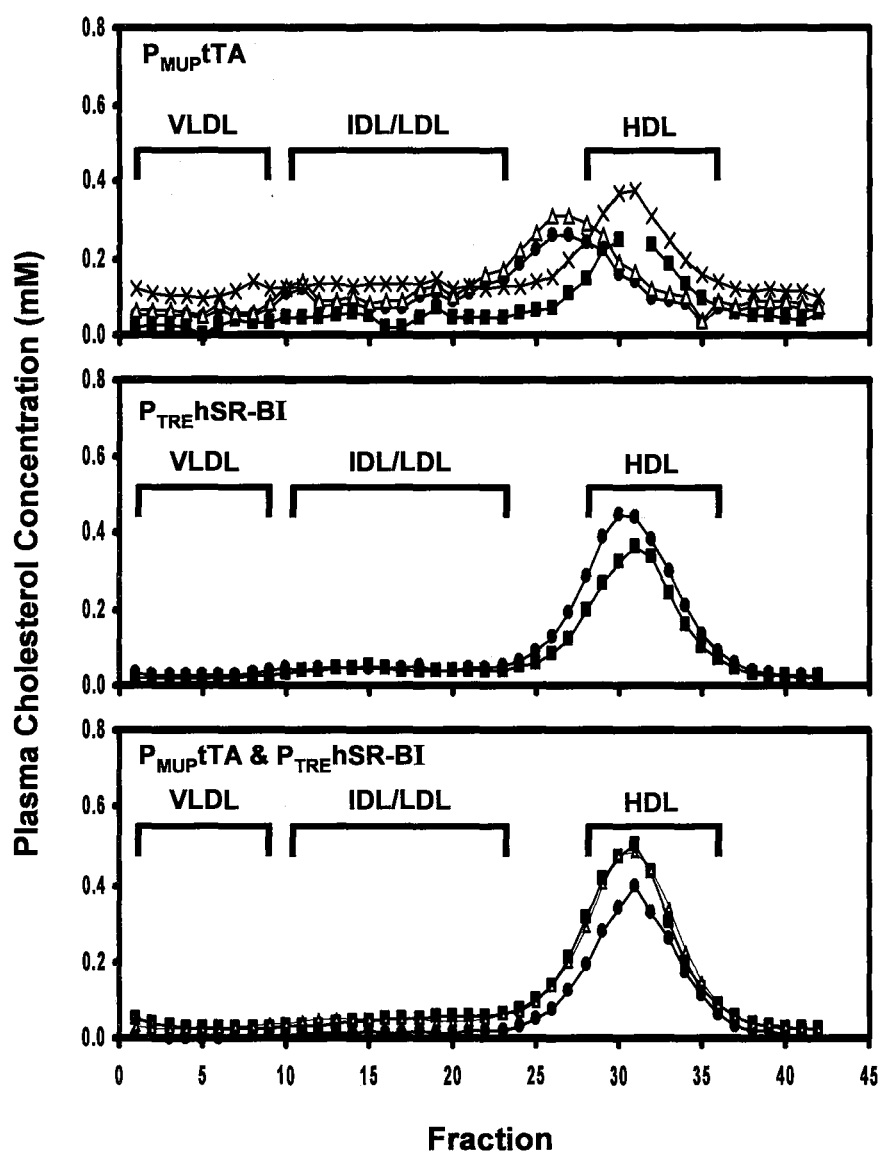 Plasma Cholesterol Concentration (mM)
0.8
0.6
0.4
0.2
0.0
PMUPtTA
VLDL IDL/LDL HDL
0.8
0.6
0.4
0.2
0.0
PTREhSR-BI
VLDL IDL/LDL HDL
0.8
0.6
0.4
0.2
0.0
PMUPtTA & PTREhSR-BI
VLDL IDL/LDL HDL
0 5 10 15 20 25 30 35 40 45
Fraction